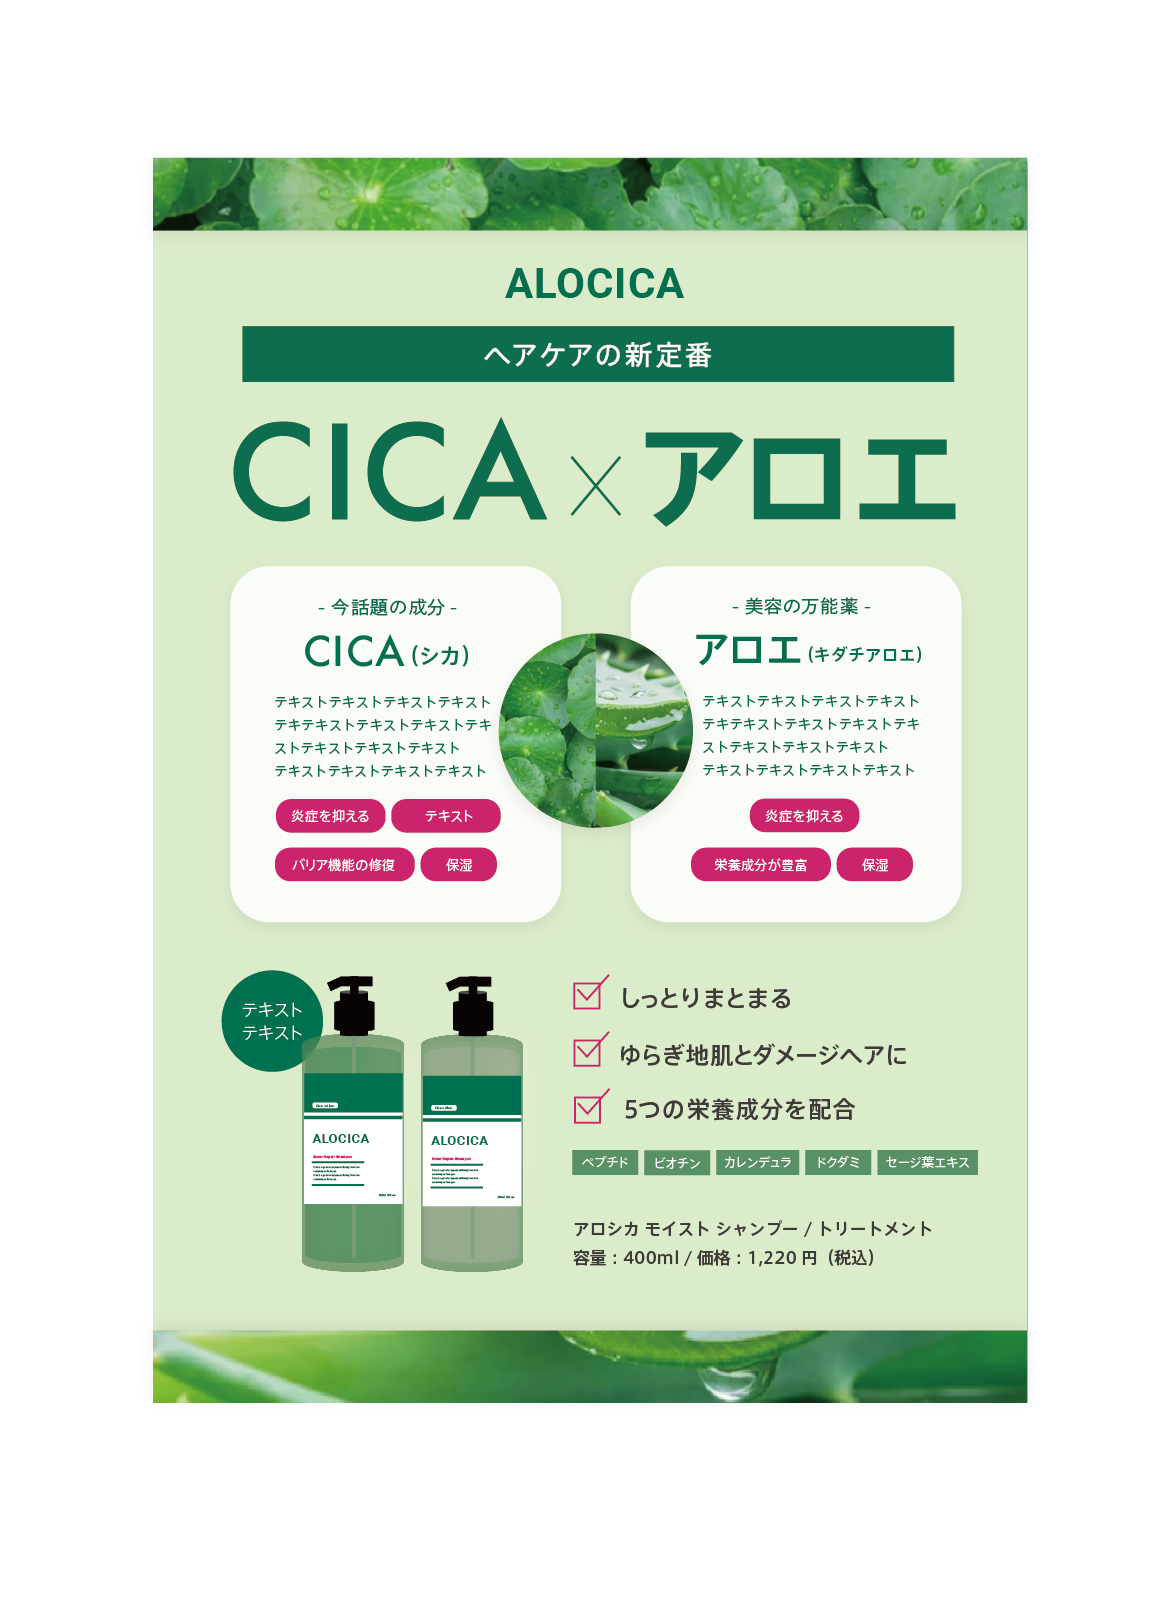 ALOCICA
ヘアケアの新定番
CICA×アロエ
- 今話題の成分 -
CICA(シカ)
テキストテキストテキストテキスト
テキテキストテキストテキストテキ
ストテキストテキストテキスト
テキストテキストテキストテキスト
炎症を抑える
テキスト
バリア機能の修復
保湿
- 美容の万能薬 -
アロエ(キダチアロエ)
テキストテキストテキストテキスト
テキテキストテキストテキストテキ
ストテキストテキストテキスト
テキストテキストテキストテキスト
炎症を抑える
栄養成分が豊富
保湿
テキスト
テキスト
ALOCICA
ALOCICA
しっとりまとまる
ゆらぎ地肌とダメージヘアに
5つの栄養成分を配合
ペプチド
ビオチン
カレンデュラ
ドクダミ
セージ葉エキス
アロシカ モイスト シャンプー / トリートメント
容量：400ml / 価格：1,220 円（税込）